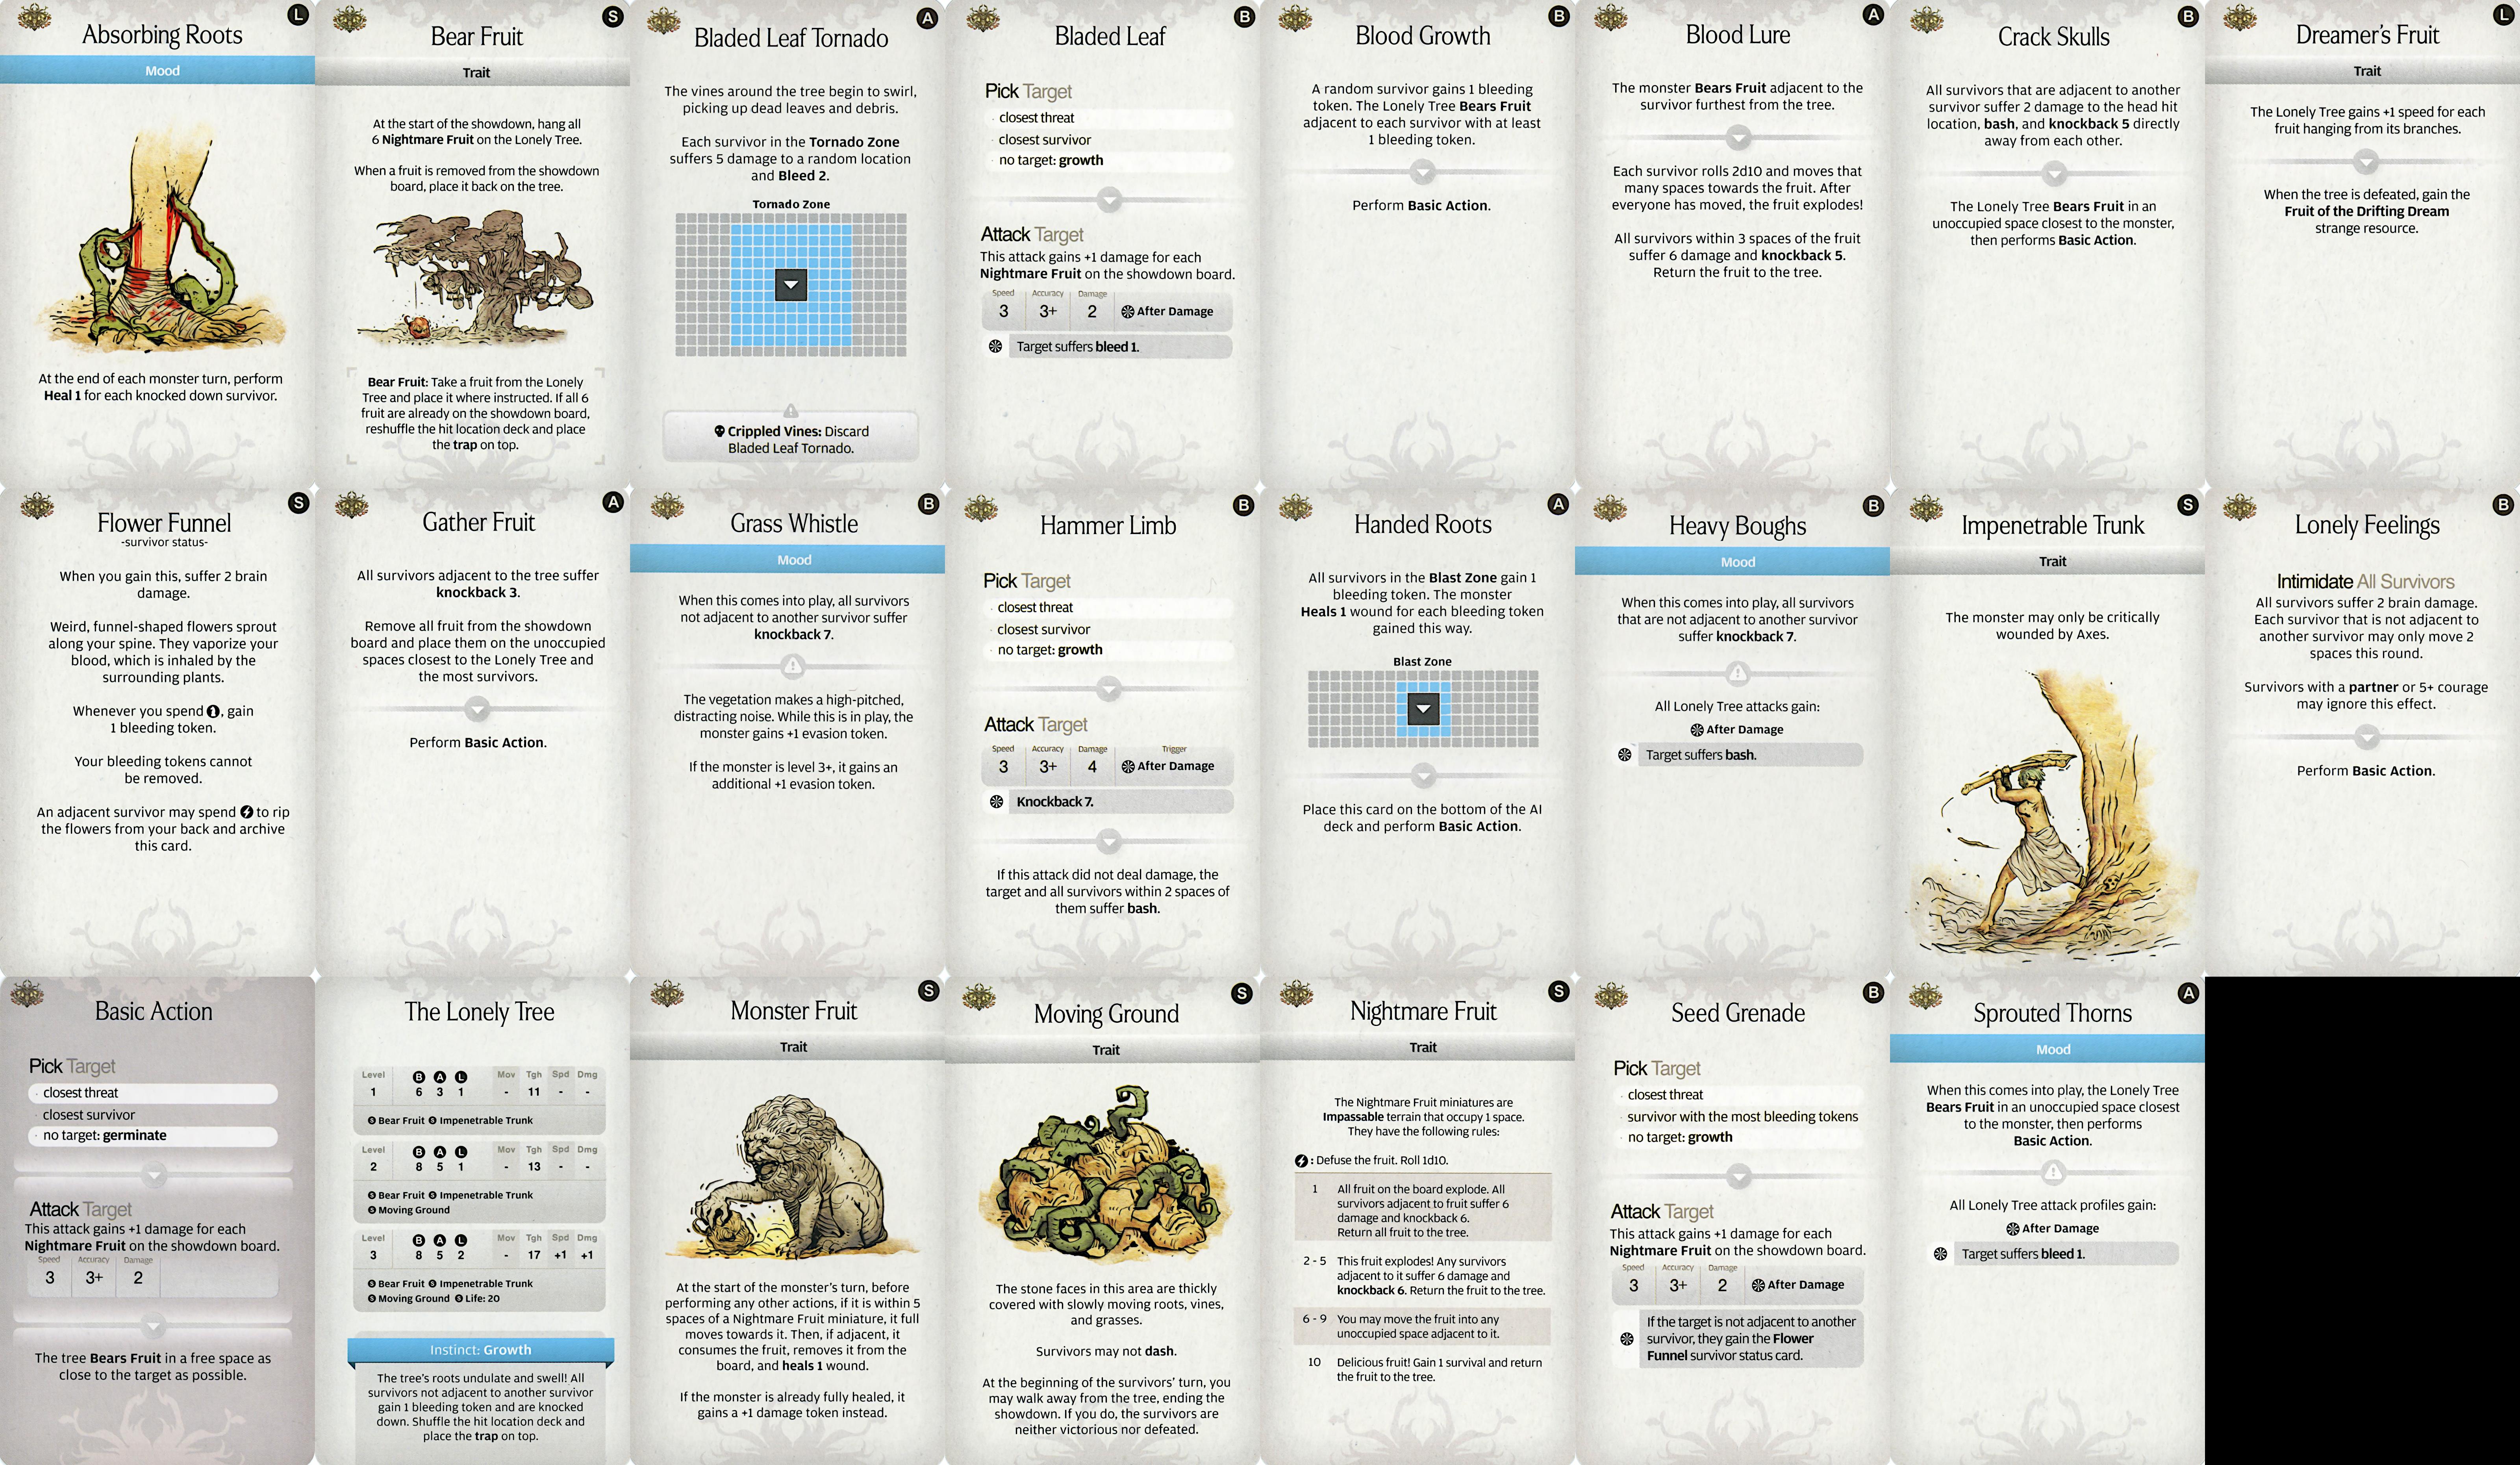 L
Absorbing Roots
Mood
At the end of each monster turn, perform
Heal 1 for each knocked down survivor.
S
Bear Fruit
Trait
At the start of the showdown, hang all
6 Nightmare Fruit on the Lonely Tree.
When a fruit is removed from the showdown
board, place it back on the tree.
Bear Fruit: Take a fruit from the Lonely
Tree and place it where instructed. If all 6
fruit are already on the showdown board,
reshuffle the hit location deck and place
the trap on top.
A
Bladed Leaf Tornado
The vines around the tree begin to swirl,
picking up dead leaves and debris.
Each survivor in the Tornado Zone
suffers 5 damage to a random location
and Bleed 2.
Tornado Zone
Crippled Vines: Discard
Bladed Leaf Tornado.
B
Bladed Leaf
Pick Target
· closest threat
· closest survivor
· no target: growth
Attack Target
This attack gains +1 damage for each
Nightmare Fruit on the showdown board.
Speed Accuracy Damage
3 3+ 2 After Damage
Target suffers bleed 1.
B
Blood Growth
A random survivor gains 1 bleeding
token. The Lonely Tree Bears Fruit
adjacent to each survivor with at least
1 bleeding token.
Perform Basic Action.
A
Blood Lure
The monster Bears Fruit adjacent to the
survivor furthest from the tree.
Each survivor rolls 2d10 and moves that
many spaces towards the fruit. After
everyone has moved, the fruit explodes!
All survivors within 3 spaces of the fruit
suffer 6 damage and knockback 5.
Return the fruit to the tree.
B
Crack Skulls
All survivors that are adjacent to another
survivor suffer 2 damage to the head hit
location, bash, and knockback 5 directly
away from each other.
The Lonely Tree Bears Fruit in an
unoccupied space closest to the monster,
then performs Basic Action.
L
Dreamer's Fruit
Trait
The Lonely Tree gains +1 speed for each
fruit hanging from its branches.
When the tree is defeated, gain the
Fruit of the Drifting Dream
strange resource.
S
Flower Funnel
-survivor status-
When you gain this, suffer 2 brain
damage.
Weird, funnel-shaped flowers sprout
along your spine. They vaporize your
blood, which is inhaled by the
surrounding plants.
Whenever you spend , gain
1 bleeding token.
Your bleeding tokens cannot
be removed.
An adjacent survivor may spend to rip
the flowers from your back and archive
this card.
A
Gather Fruit
All survivors adjacent to the tree suffer
knockback 3.
Remove all fruit from the showdown
board and place them on the unoccupied
spaces closest to the Lonely Tree and
the most survivors.
Perform Basic Action.
B
Grass Whistle
Mood
When this comes into play, all survivors
not adjacent to another survivor suffer
knockback 7.
The vegetation makes a high-pitched,
distracting noise. While this is in play, the
monster gains +1 evasion token.
If the monster is level 3+, it gains an
additional +1 evasion token.
B
Hammer Limb
Pick Target
· closest threat
· closest survivor
· no target: growth
Attack Target
Speed Accuracy Damage Trigger
3 3+ 4 After Damage
Knockback 7.
If this attack did not deal damage, the
target and all survivors within 2 spaces of
them suffer bash.
A
Handed Roots
All survivors in the Blast Zone gain 1
bleeding token. The monster
Heals 1 wound for each bleeding token
gained this way.
Blast Zone
Place this card on the bottom of the AI
deck and perform Basic Action.
B
Heavy Boughs
Mood
When this comes into play, all survivors
that are not adjacent to another survivor
suffer knockback 7.
All Lonely Tree attacks gain:
After Damage
Target suffers bash.
S
Impenetrable Trunk
Trait
The monster may only be critically
wounded by Axes.
B
Lonely Feelings
Intimidate All Survivors
All survivors suffer 2 brain damage.
Each survivor that is not adjacent to
another survivor may only move 2
spaces this round.
Survivors with a partner or 5+ courage
may ignore this effect.
Perform Basic Action.
Basic Action
Pick Target
· closest threat
· closest survivor
· no target: germinate
Attack Target
This attack gains +1 damage for each
Nightmare Fruit on the showdown board.
Speed Accuracy Damage
3 3+ 2
The tree Bears Fruit in a free space as
close to the target as possible.
The Lonely Tree
Level B A L Mov Tgh Spd Dmg
1 6 3 1 - 11 - -
S Bear Fruit S Impenetrable Trunk
Level B A L Mov Tgh Spd Dmg
2 8 5 1 - 13 - -
S Bear Fruit S Impenetrable Trunk
S Moving Ground
Level B A L Mov Tgh Spd Dmg
3 8 5 2 - 17 +1 +1
S Bear Fruit S Impenetrable Trunk
S Moving Ground S Life: 20
Instinct: Growth
The tree's roots undulate and swell! All
survivors not adjacent to another survivor
gain 1 bleeding token and are knocked
down. Shuffle the hit location deck and
place the trap on top.
S
Monster Fruit
Trait
At the start of the monster's turn, before
performing any other actions, if it is within 5
spaces of a Nightmare Fruit miniature, it full
moves towards it. Then, if adjacent, it
consumes the fruit, removes it from the
board, and heals 1 wound.
If the monster is already fully healed, it
gains a +1 damage token instead.
S
Moving Ground
Trait
The stone faces in this area are thickly
covered with slowly moving roots, vines,
and grasses.
Survivors may not dash.
At the beginning of the survivors' turn, you
may walk away from the tree, ending the
showdown. If you do, the survivors are
neither victorious nor defeated.
S
Nightmare Fruit
Trait
The Nightmare Fruit miniatures are
Impassable terrain that occupy 1 space.
They have the following rules:
: Defuse the fruit. Roll 1d10.
1 All fruit on the board explode. All
survivors adjacent to fruit suffer 6
damage and knockback 6.
Return all fruit to the tree.
2 - 5 This fruit explodes! Any survivors
adjacent to it suffer 6 damage and
knockback 6. Return the fruit to the tree.
6 - 9 You may move the fruit into any
unoccupied space adjacent to it.
10 Delicious fruit! Gain 1 survival and return
the fruit to the tree.
B
Seed Grenade
Pick Target
· closest threat
· survivor with the most bleeding tokens
· no target: growth
Attack Target
This attack gains +1 damage for each
Nightmare Fruit on the showdown board.
Speed Accuracy Damage
3 3+ 2 After Damage
If the target is not adjacent to another
survivor, they gain the Flower
Funnel survivor status card.
A
Sprouted Thorns
Mood
When this comes into play, the Lonely Tree
Bears Fruit in an unoccupied space closest
to the monster, then performs
Basic Action.
All Lonely Tree attack profiles gain:
After Damage
Target suffers bleed 1.